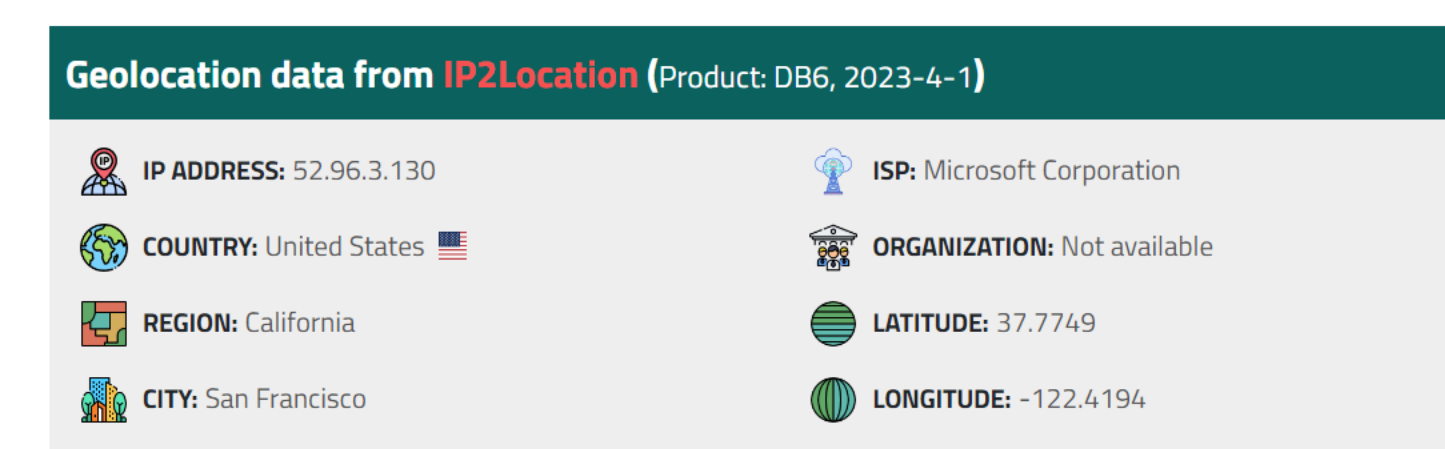 Geolocation data from IP2Location (Product: DB6, 2023-4-1)
IP ADDRESS: 52.96.3.130
ISP: Microsoft Corporation
COUNTRY: United States
ORGANIZATION: Not available
REGION: California
LATITUDE: 37.7749
CITY: San Francisco
LONGITUDE: -122.4194